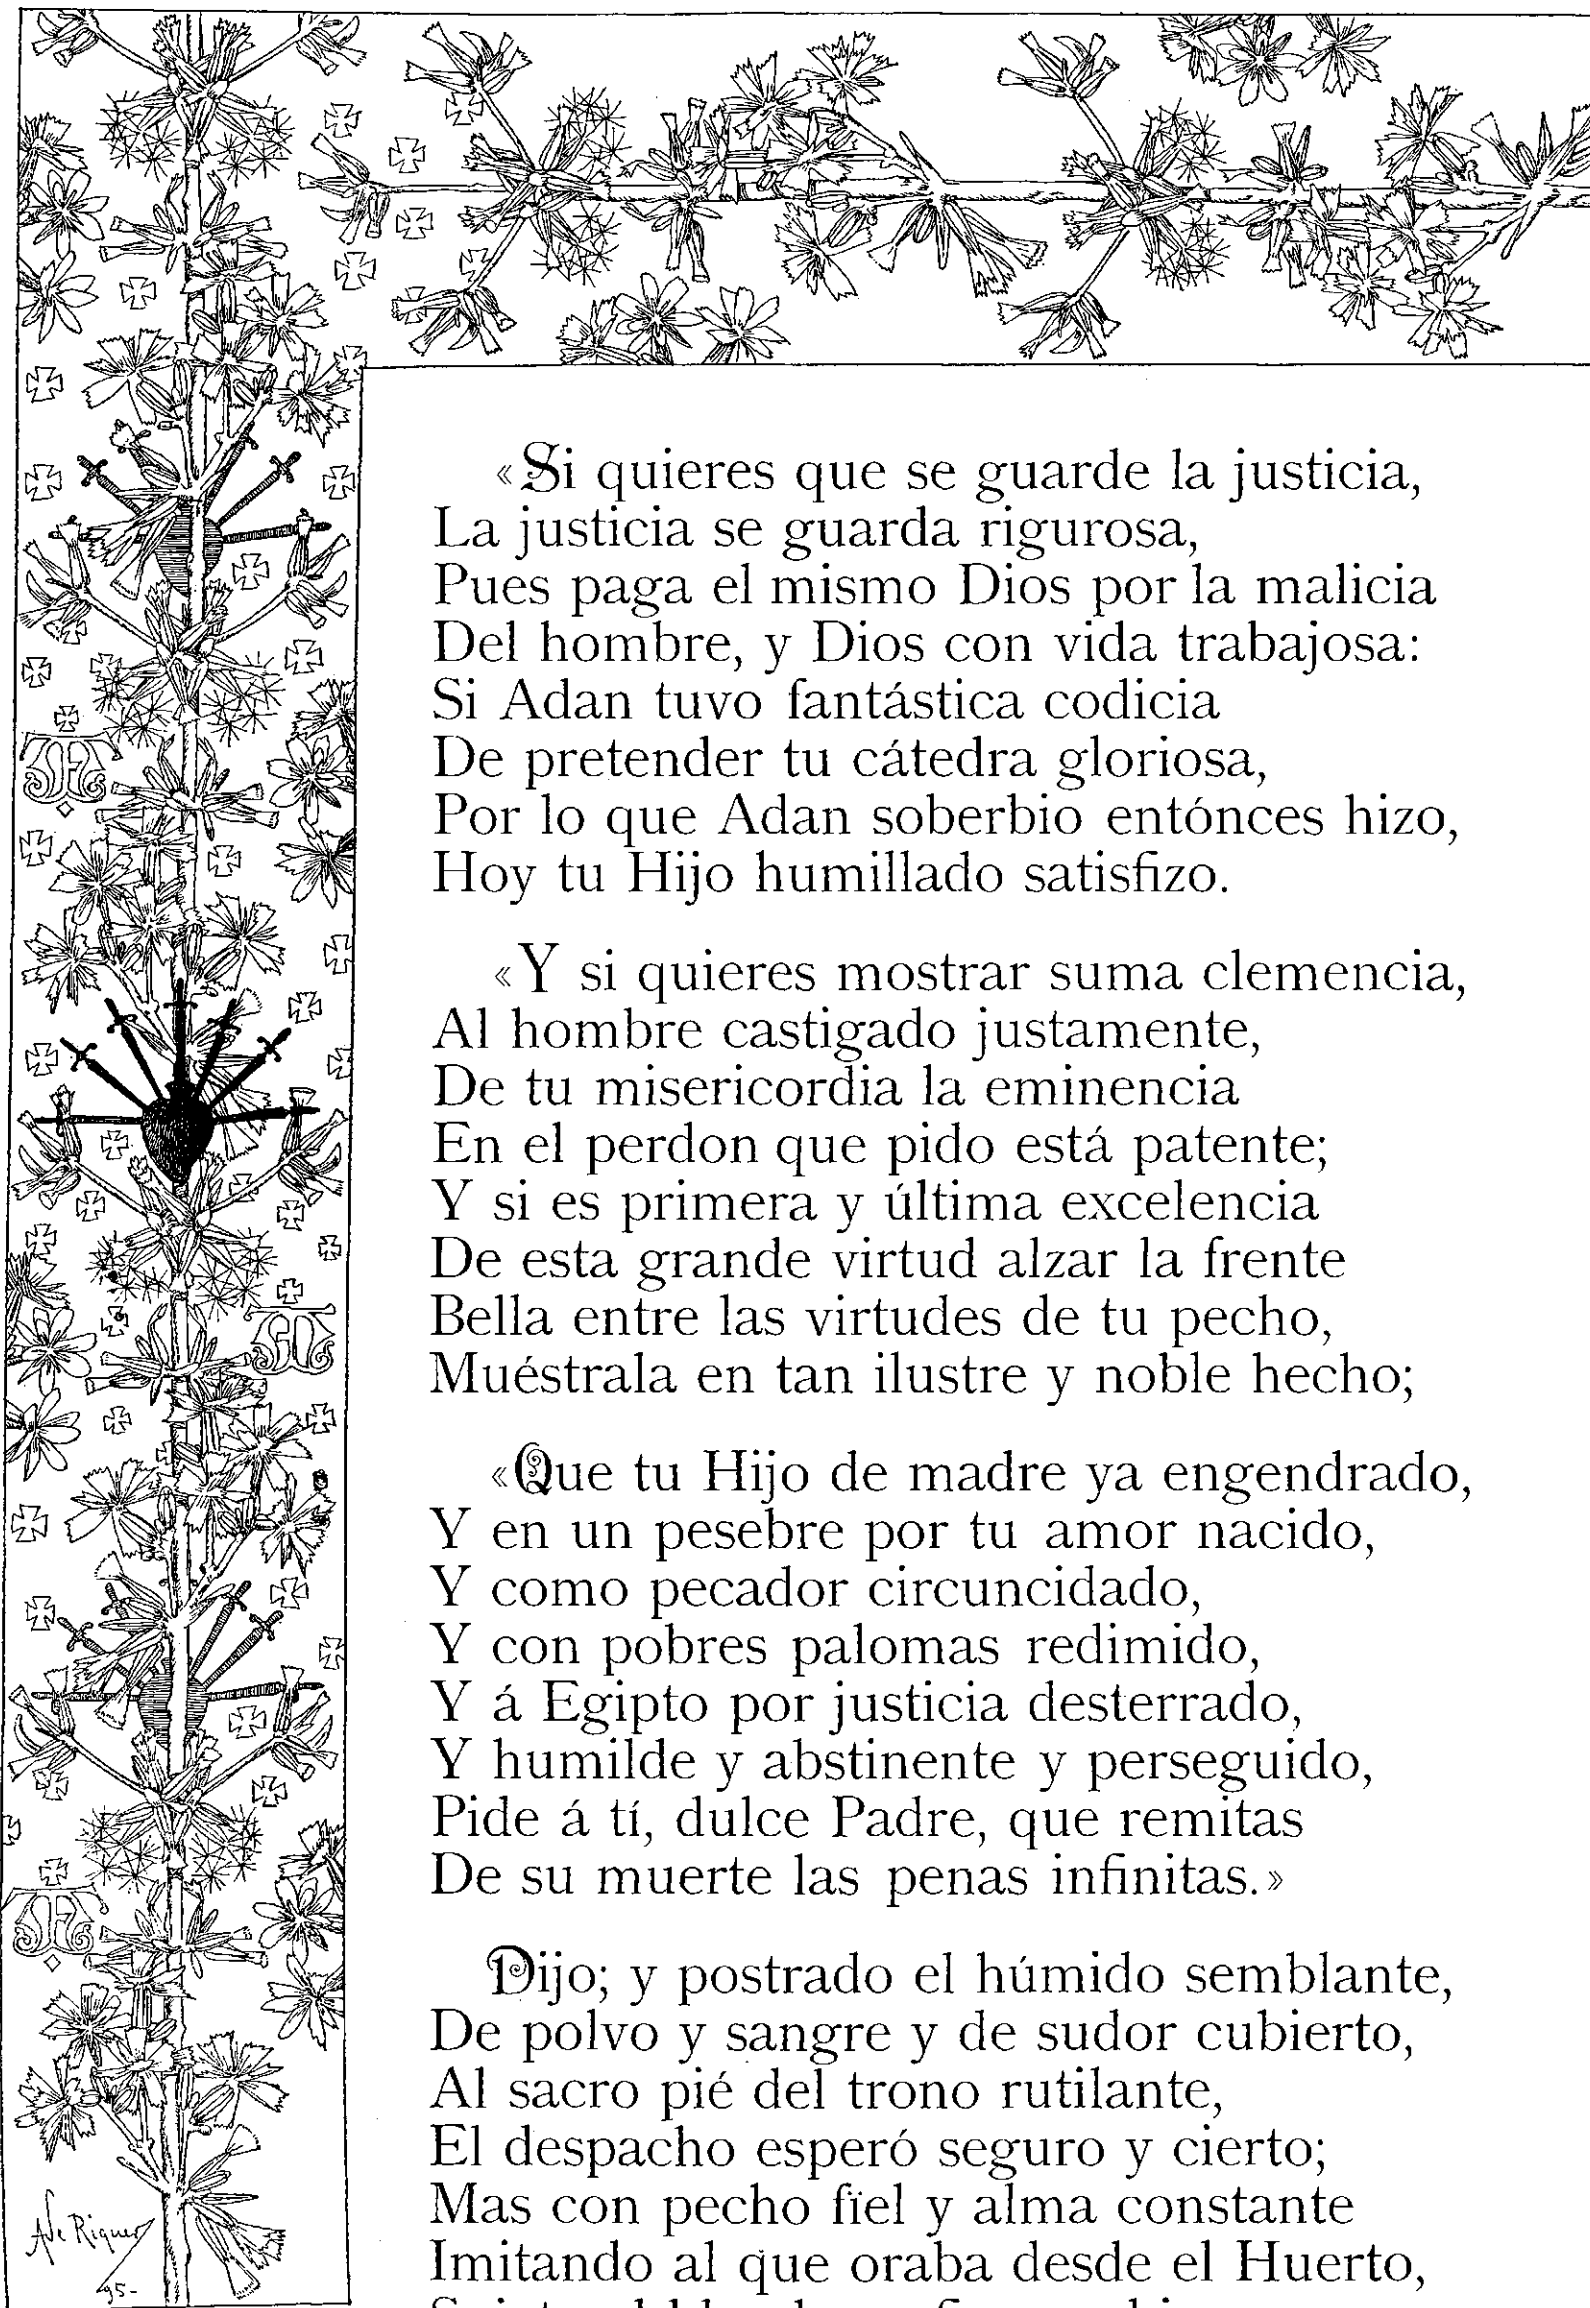 «Si quieres que se guarde la justicia,
La justicia se guarda rigurosa,
Pues paga el mismo Dios por la malicia
Del hombre, y Dios con vida trabajosa:
Si Adan tuvo fantástica codicia
De pretender tu cátedra gloriosa,
Por lo que Adan soberbio entónces hizo,
Hoy tu Hijo humillado satisfizo.
«Y si quieres mostrar suma clemencia,
Al hombre castigado justamente,
De tu misericordia la eminencia
En el perdon que pido está patente;
Y si es primera y última excelencia
De esta grande virtud alzar la frente
Bella entre las virtudes de tu pecho,
Muéstrala en tan ilustre y noble hecho;
«Que tu Hijo de madre ya engendrado,
Y en un pesebre por tu amor nacido,
Y como pecador circuncidado,
Y con pobres palomas redimido,
Y á Egipto por justicia desterrado,
Y humilde y abstinente y perseguido,
Pide á tí, dulce Padre, que remitas
De su muerte las penas infinitas.»
Dijo; y postrado el húmido semblante,
De polvo y sangre y de sudor cubierto,
Al sacro pié del trono rutilante,
El despacho esperó seguro y cierto;
Mas con pecho fiel y alma constante
Imitando al que oraba desde el Huerto,
A de Riquer
95-